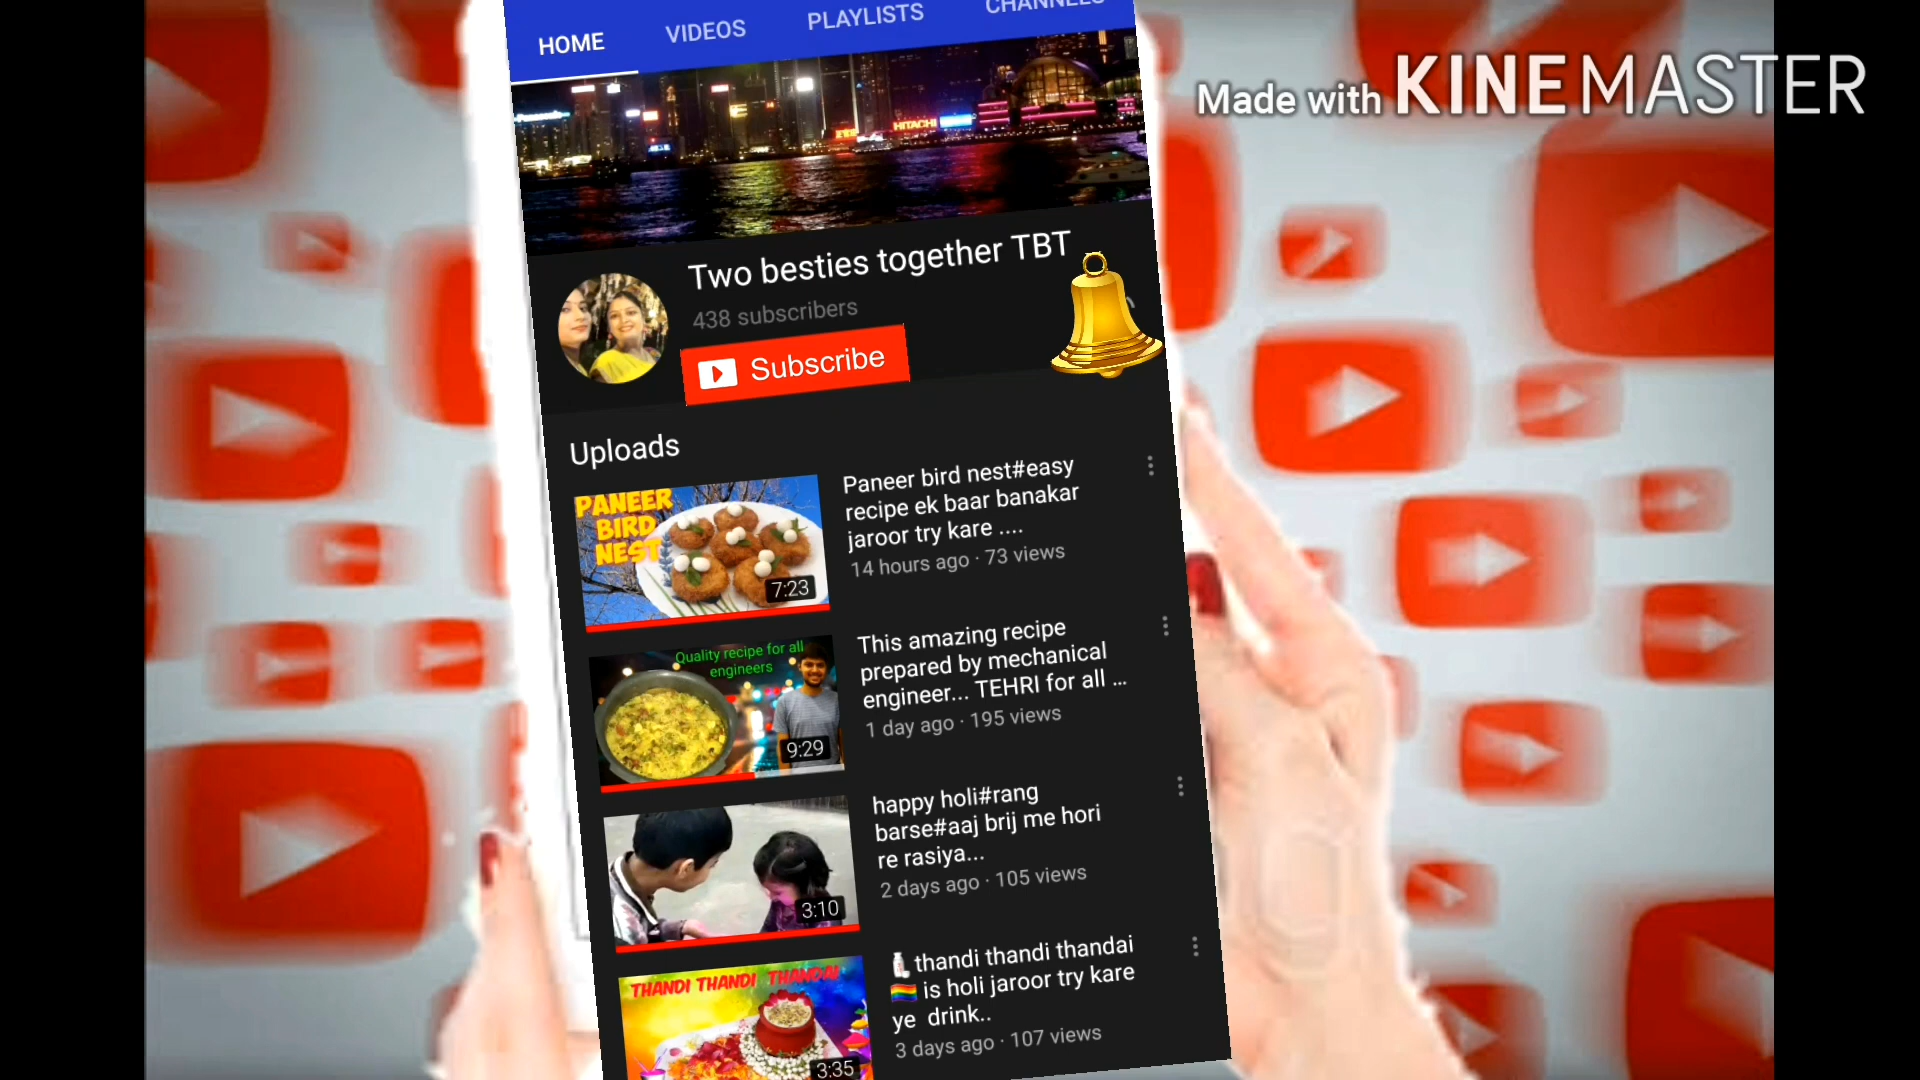 HOME VIDEOS PLAYLISTS CHANNELS
Made with KINEMASTER
Panasonic
HITACHI
Two besties together TBT
438 subscribers
Subscribe
Uploads
PANEER
BIRD
NEST
7:23
Paneer bird nest#easy
recipe ek baar banakar
jaroor try kare ....
14 hours ago · 73 views
Quality recipe for all
engineers
9:29
This amazing recipe
prepared by mechanical
engineer... TEHRI for all ...
1 day ago · 195 views
3:10
happy holi#rang
barse#aaj brij me hori
re rasiya...
2 days ago · 105 views
THANDI THANDI THANDAI
3:35
🧴thandi thandi thandai
🏳️‍🌈 is holi jaroor try kare
ye drink..
3 days ago · 107 views